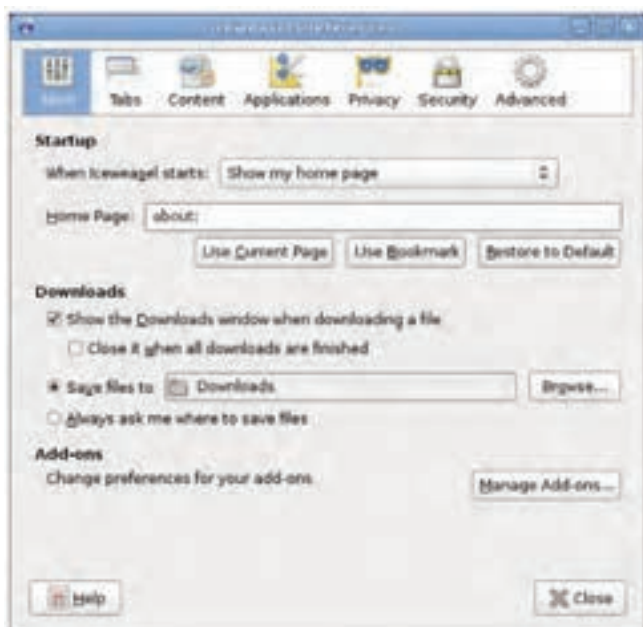 Main
Tabs
Content
Applications
Privacy
Security
Advanced
Startup
When Iceweasel starts: Show my home page
Home Page: about:
Use Current Page
Use Bookmark
Restore to Default
Downloads
Show the Downloads window when downloading a file
Close it when all downloads are finished
Save files to Downloads
Browse...
Always ask me where to save files
Add-ons
Change preferences for your add-ons
Manage Add-ons...
Help
Close